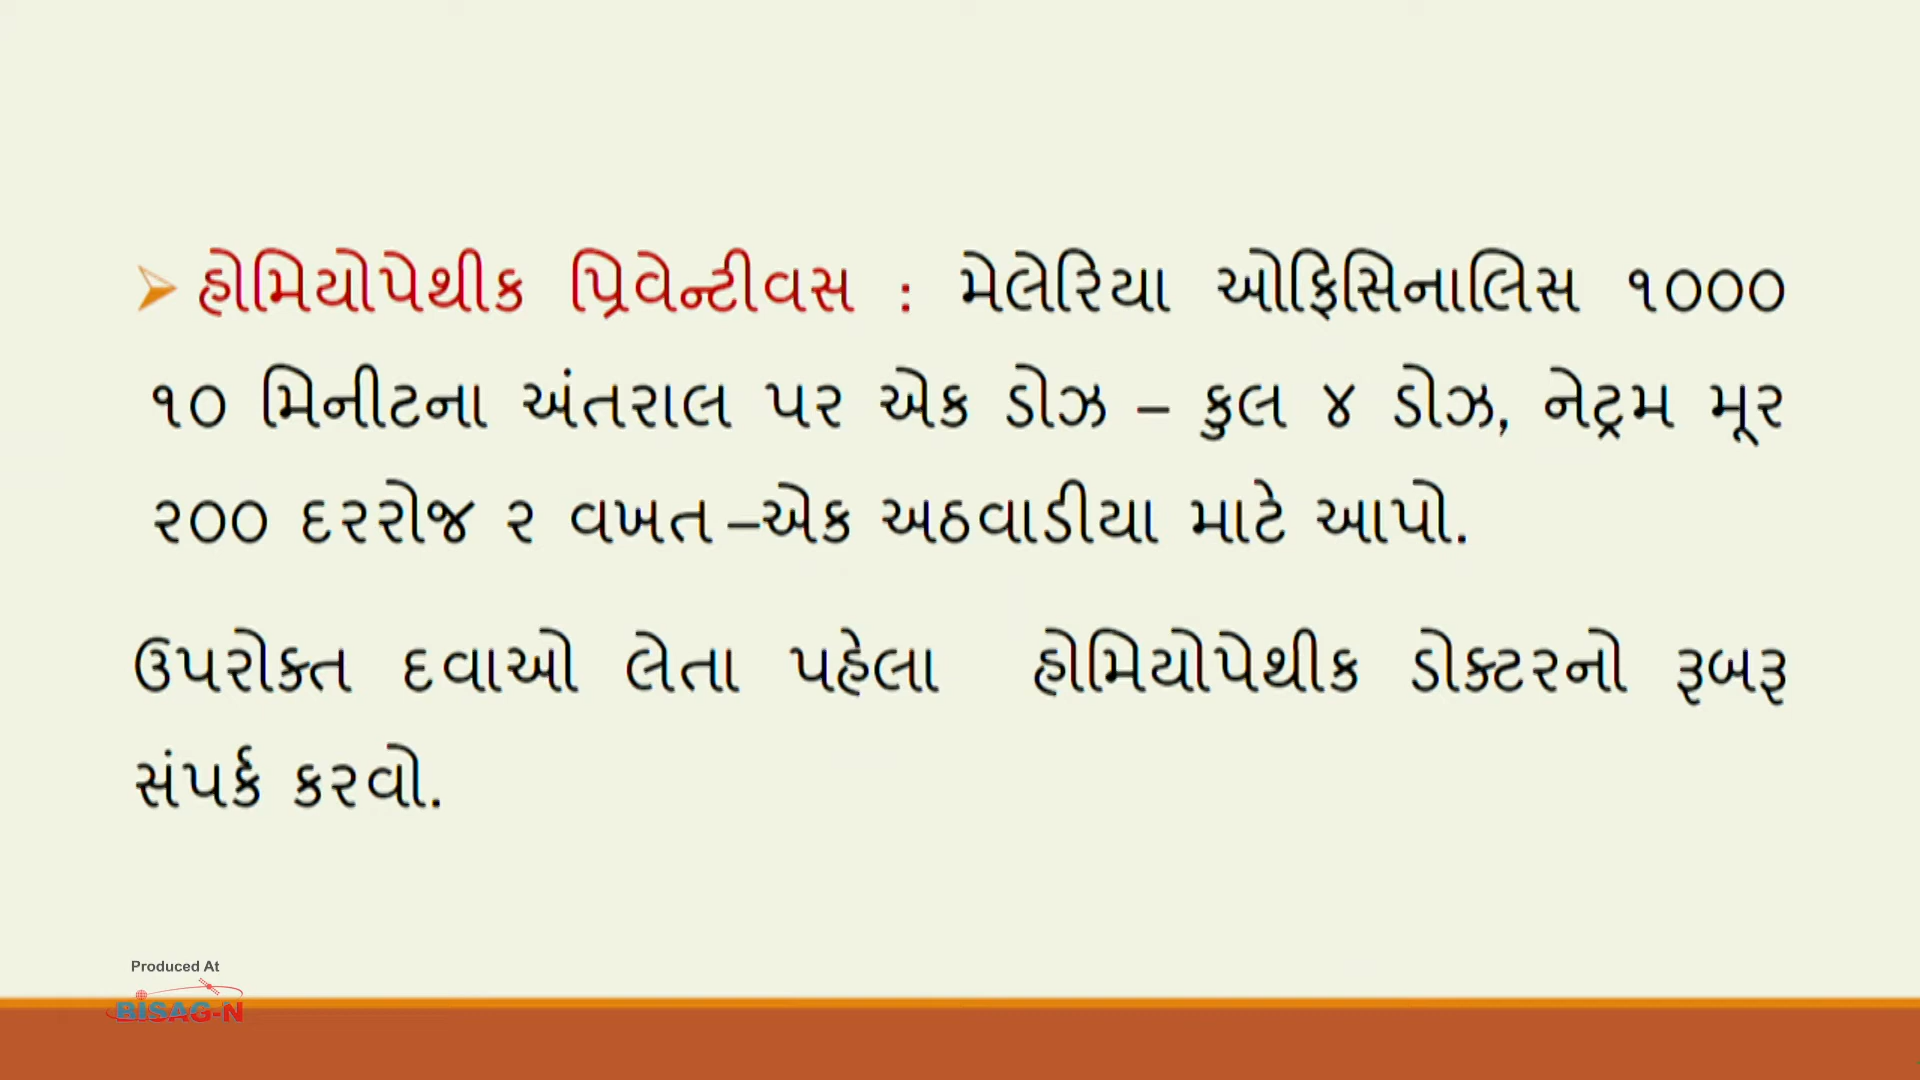 ➢ હોમિયોપેથીક પ્રિવેન્ટીવસ : મેલેરિયા ઓફિસિનાલિસ ૧૦૦૦
૧૦ મિનીટના અંતરાલ પર એક ડોઝ – કુલ ૪ ડોઝ, નેટ્રમ મૂર
૨૦૦ દરરોજ ૨ વખત –એક અઠવાડીયા માટે આપો.
ઉપરોક્ત દવાઓ લેતા પહેલા હોમિયોપેથીક ડોક્ટરનો રૂબરૂ
સંપર્ક કરવો.
Produced At
BISAG-N